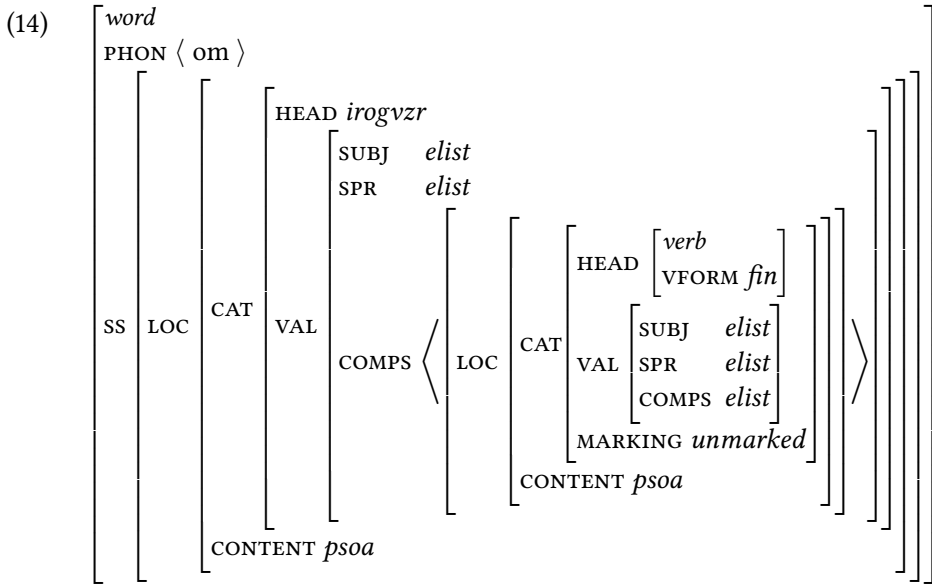 (14)
word
PHON ⟨ om ⟩
HEAD irogvzr
SUBJ elist
SPR elist
HEAD [verb
VFORM fin]
SS [LOC [CAT [VAL [COMPS ⟨ [LOC [CAT [VAL [SUBJ elist
SPR elist
COMPS elist]
MARKING unmarked]
CONTENT psoa]] ⟩]]
CONTENT psoa]]